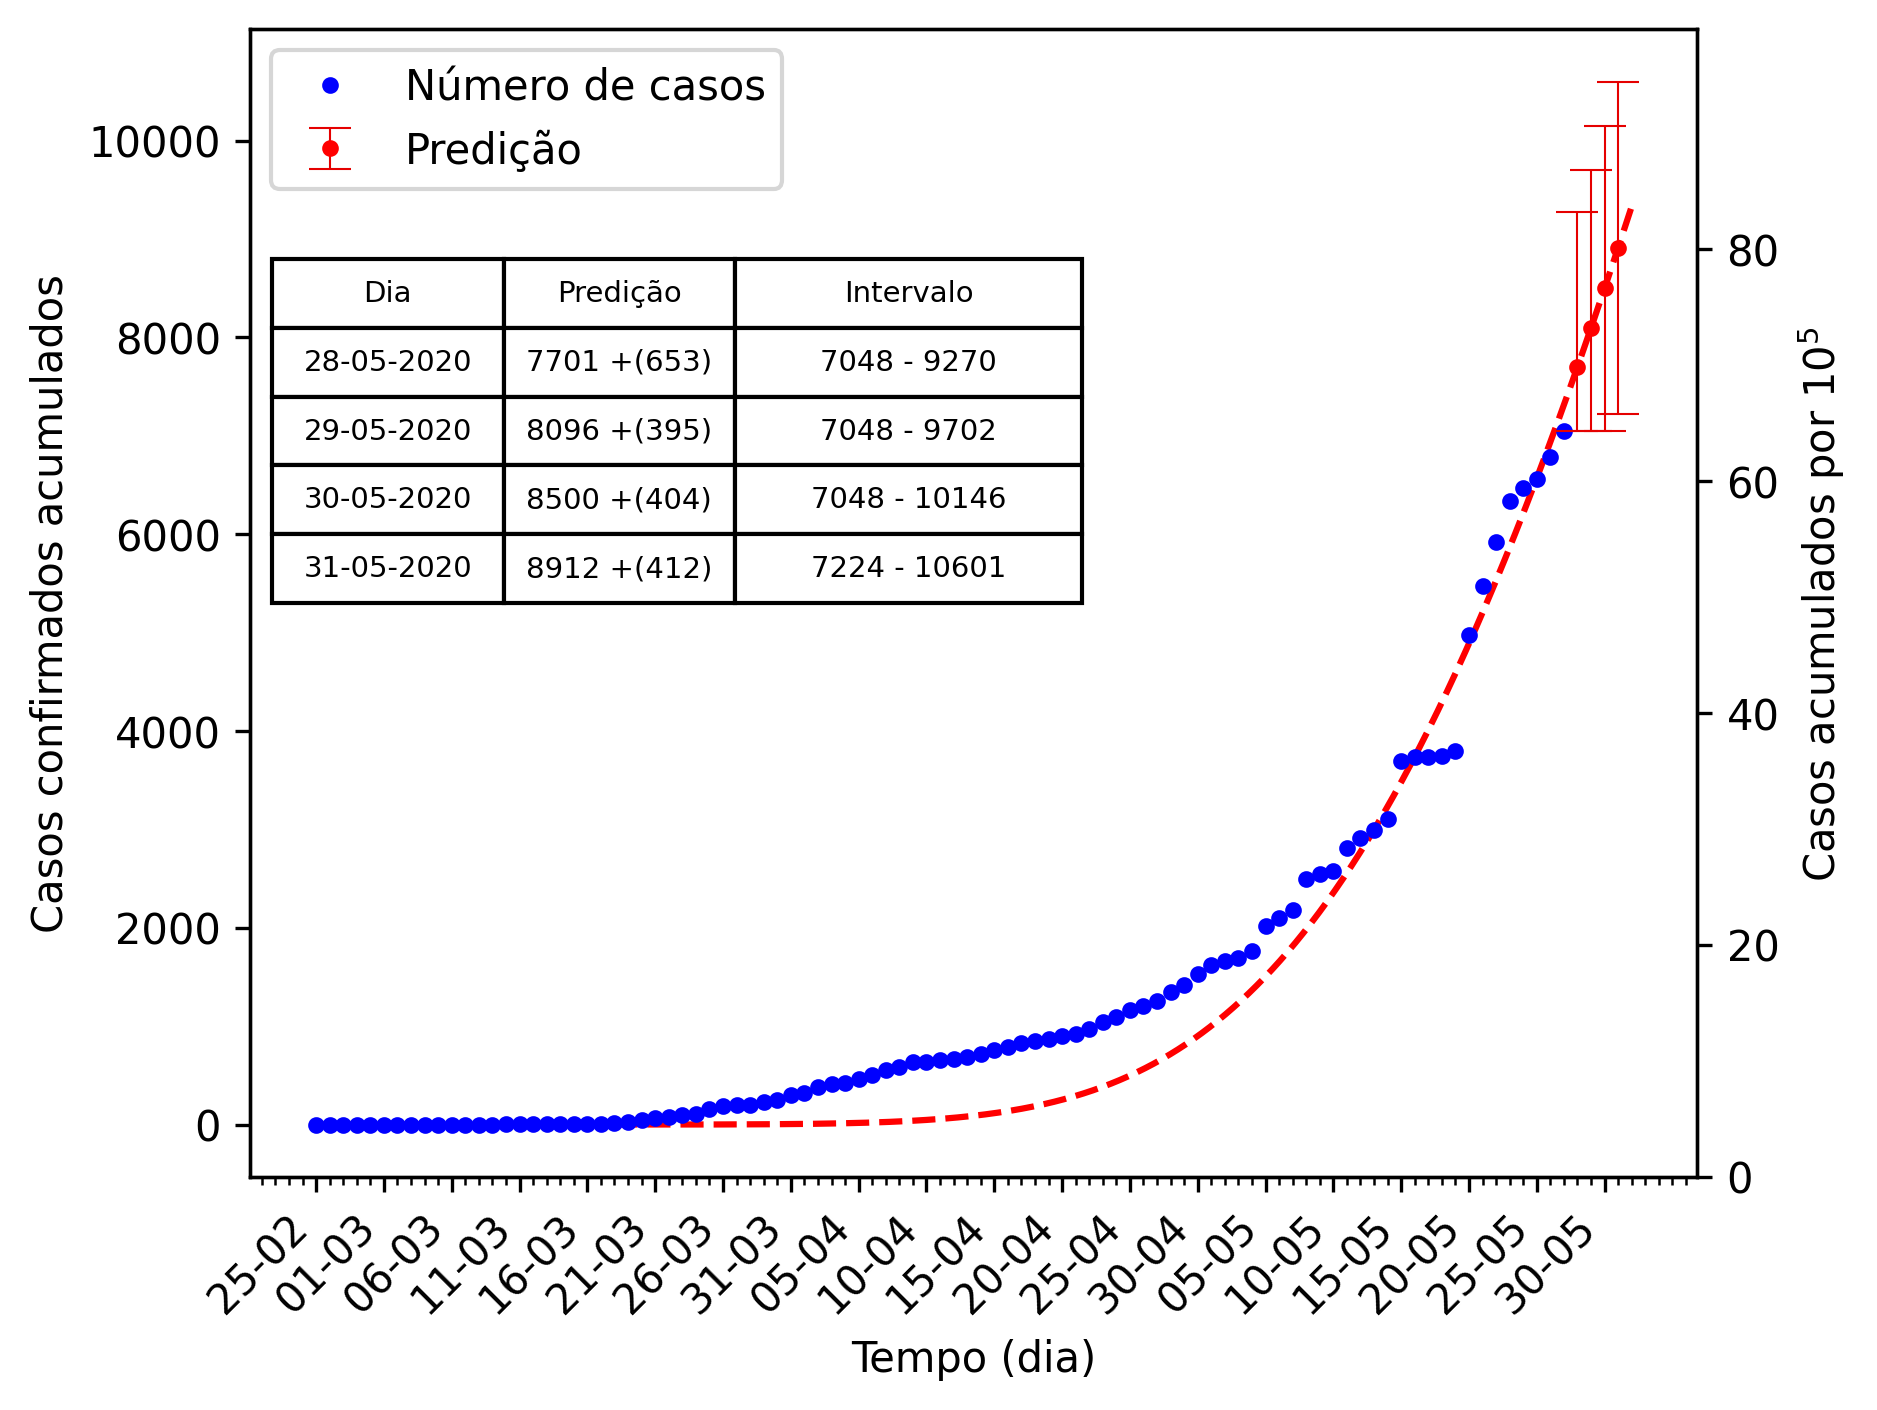 Número de casos
Predição
Dia Predição Intervalo
28-05-2020 7701 +(653) 7048 - 9270
29-05-2020 8096 +(395) 7048 - 9702
30-05-2020 8500 +(404) 7048 - 10146
31-05-2020 8912 +(412) 7224 - 10601
Casos confirmados acumulados
10000
8000
6000
4000
2000
0
Casos acumulados por 10⁵
80
60
40
20
0
25-02 01-03 06-03 11-03 16-03 21-03 26-03 31-03 05-04 10-04 15-04 20-04 25-04 30-04 05-05 10-05 15-05 20-05 25-05 30-05
Tempo (dia)